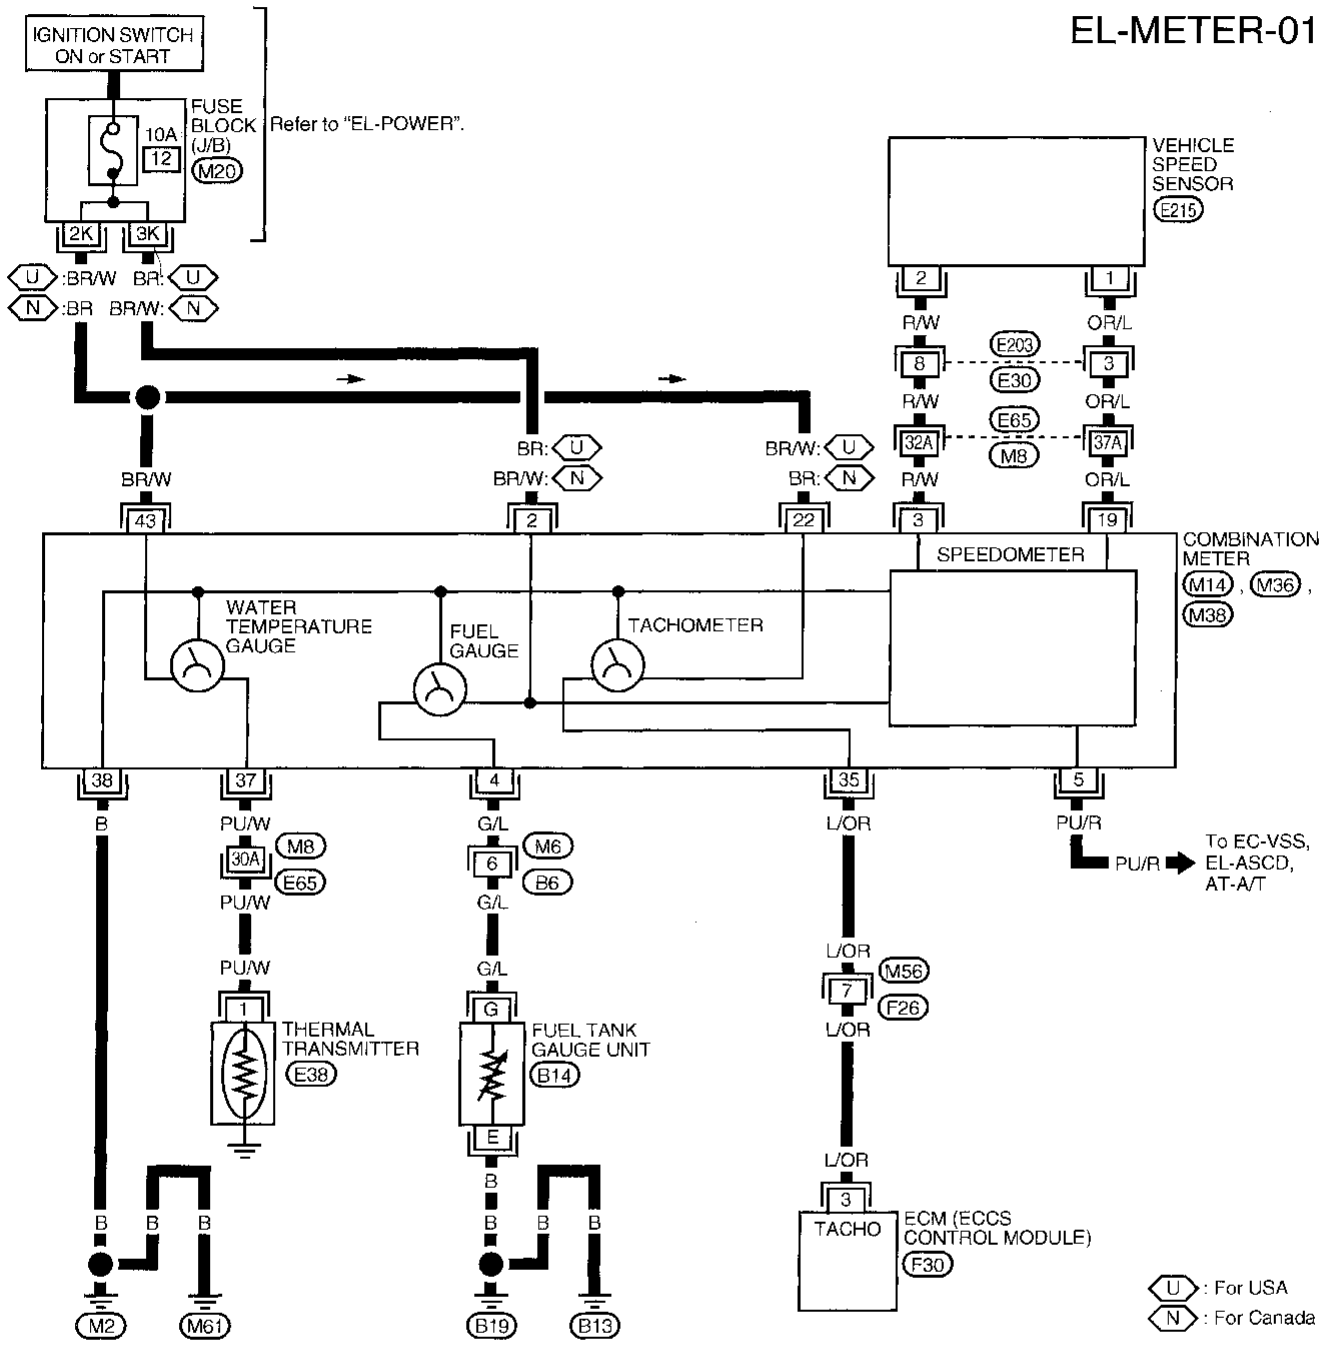 EL-METER-01
IGNITION SWITCH
ON or START
FUSE
BLOCK
(J/B)
M20
10A
12
Refer to "EL-POWER".
2K
3K
U :BR/W
BR: U
N :BR
BR/W: N
VEHICLE
SPEED
SENSOR
E215
2
1
R/W
OR/L
8
E203
E30
3
R/W
OR/L
32A
E65
M8
37A
R/W
OR/L
BR/W
BR: U
BR/W: N
BR/W: U
BR: N
43
2
22
3
19
SPEEDOMETER
COMBINATION
METER
M14 , M36 ,
M38
WATER
TEMPERATURE
GAUGE
FUEL
GAUGE
TACHOMETER
38
37
4
35
5
B
PU/W
G/L
L/OR
PU/R
30A
M8
E65
6
M6
B6
PU/R
To EC-VSS,
EL-ASCD,
AT-A/T
PU/W
G/L
L/OR
PU/W
G/L
7
M56
F26
L/OR
1
THERMAL
TRANSMITTER
E38
G
FUEL TANK
GAUGE UNIT
B14
E
L/OR
B
3
TACHO
ECM (ECCS
CONTROL MODULE)
F30
B
B
B
B
B
B
M2
M61
B19
B13
U : For USA
N : For Canada